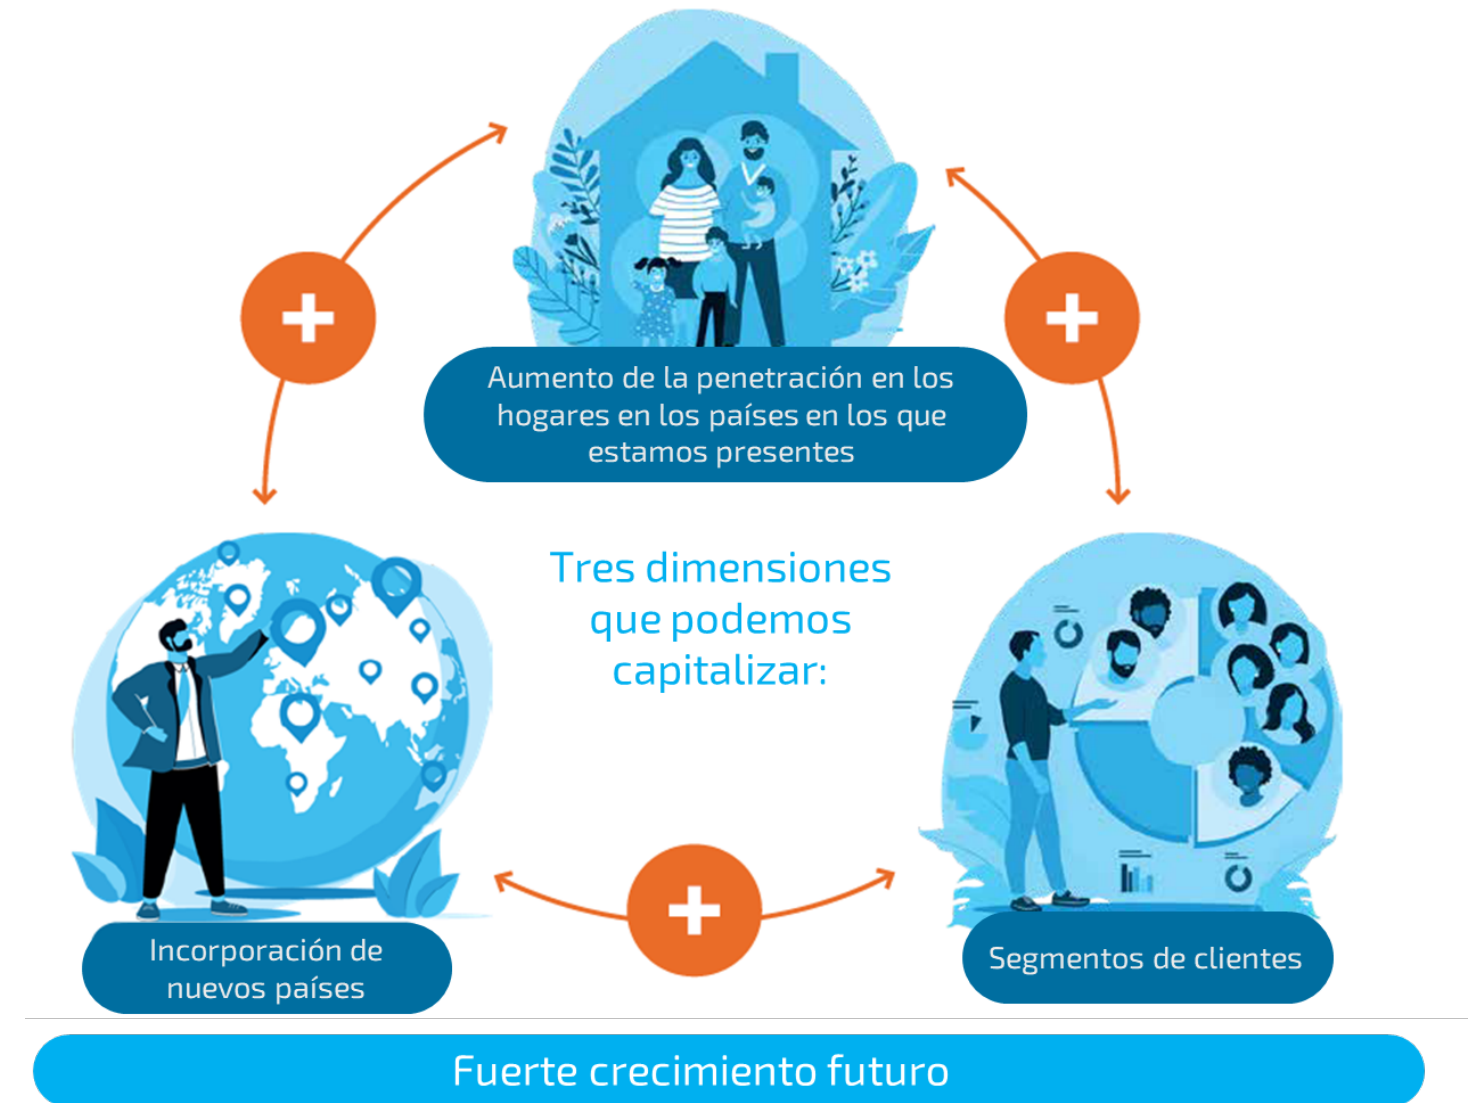 Aumento de la penetración en los
hogares en los países en los que
estamos presentes
Tres dimensiones
que podemos
capitalizar:
Incorporación de
nuevos países
Segmentos de clientes
Fuerte crecimiento futuro